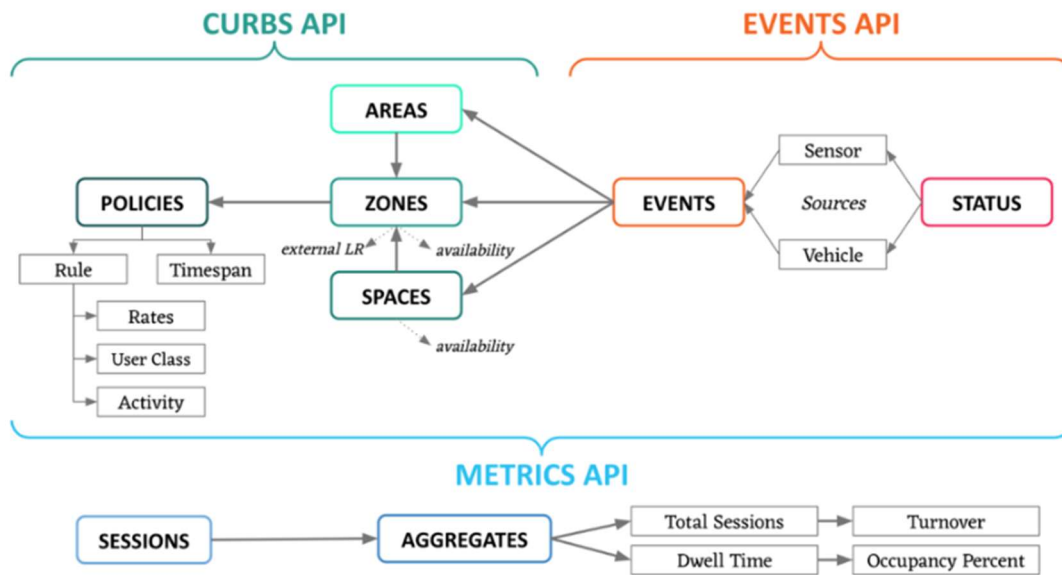 CURBS API
EVENTS API
AREAS
POLICIES
ZONES
EVENTS
Sensor
Sources
Vehicle
STATUS
external LR
availability
Rule
Timespan
SPACES
Rates
availability
User Class
Activity
METRICS API
SESSIONS
AGGREGATES
Total Sessions
Turnover
Dwell Time
Occupancy Percent